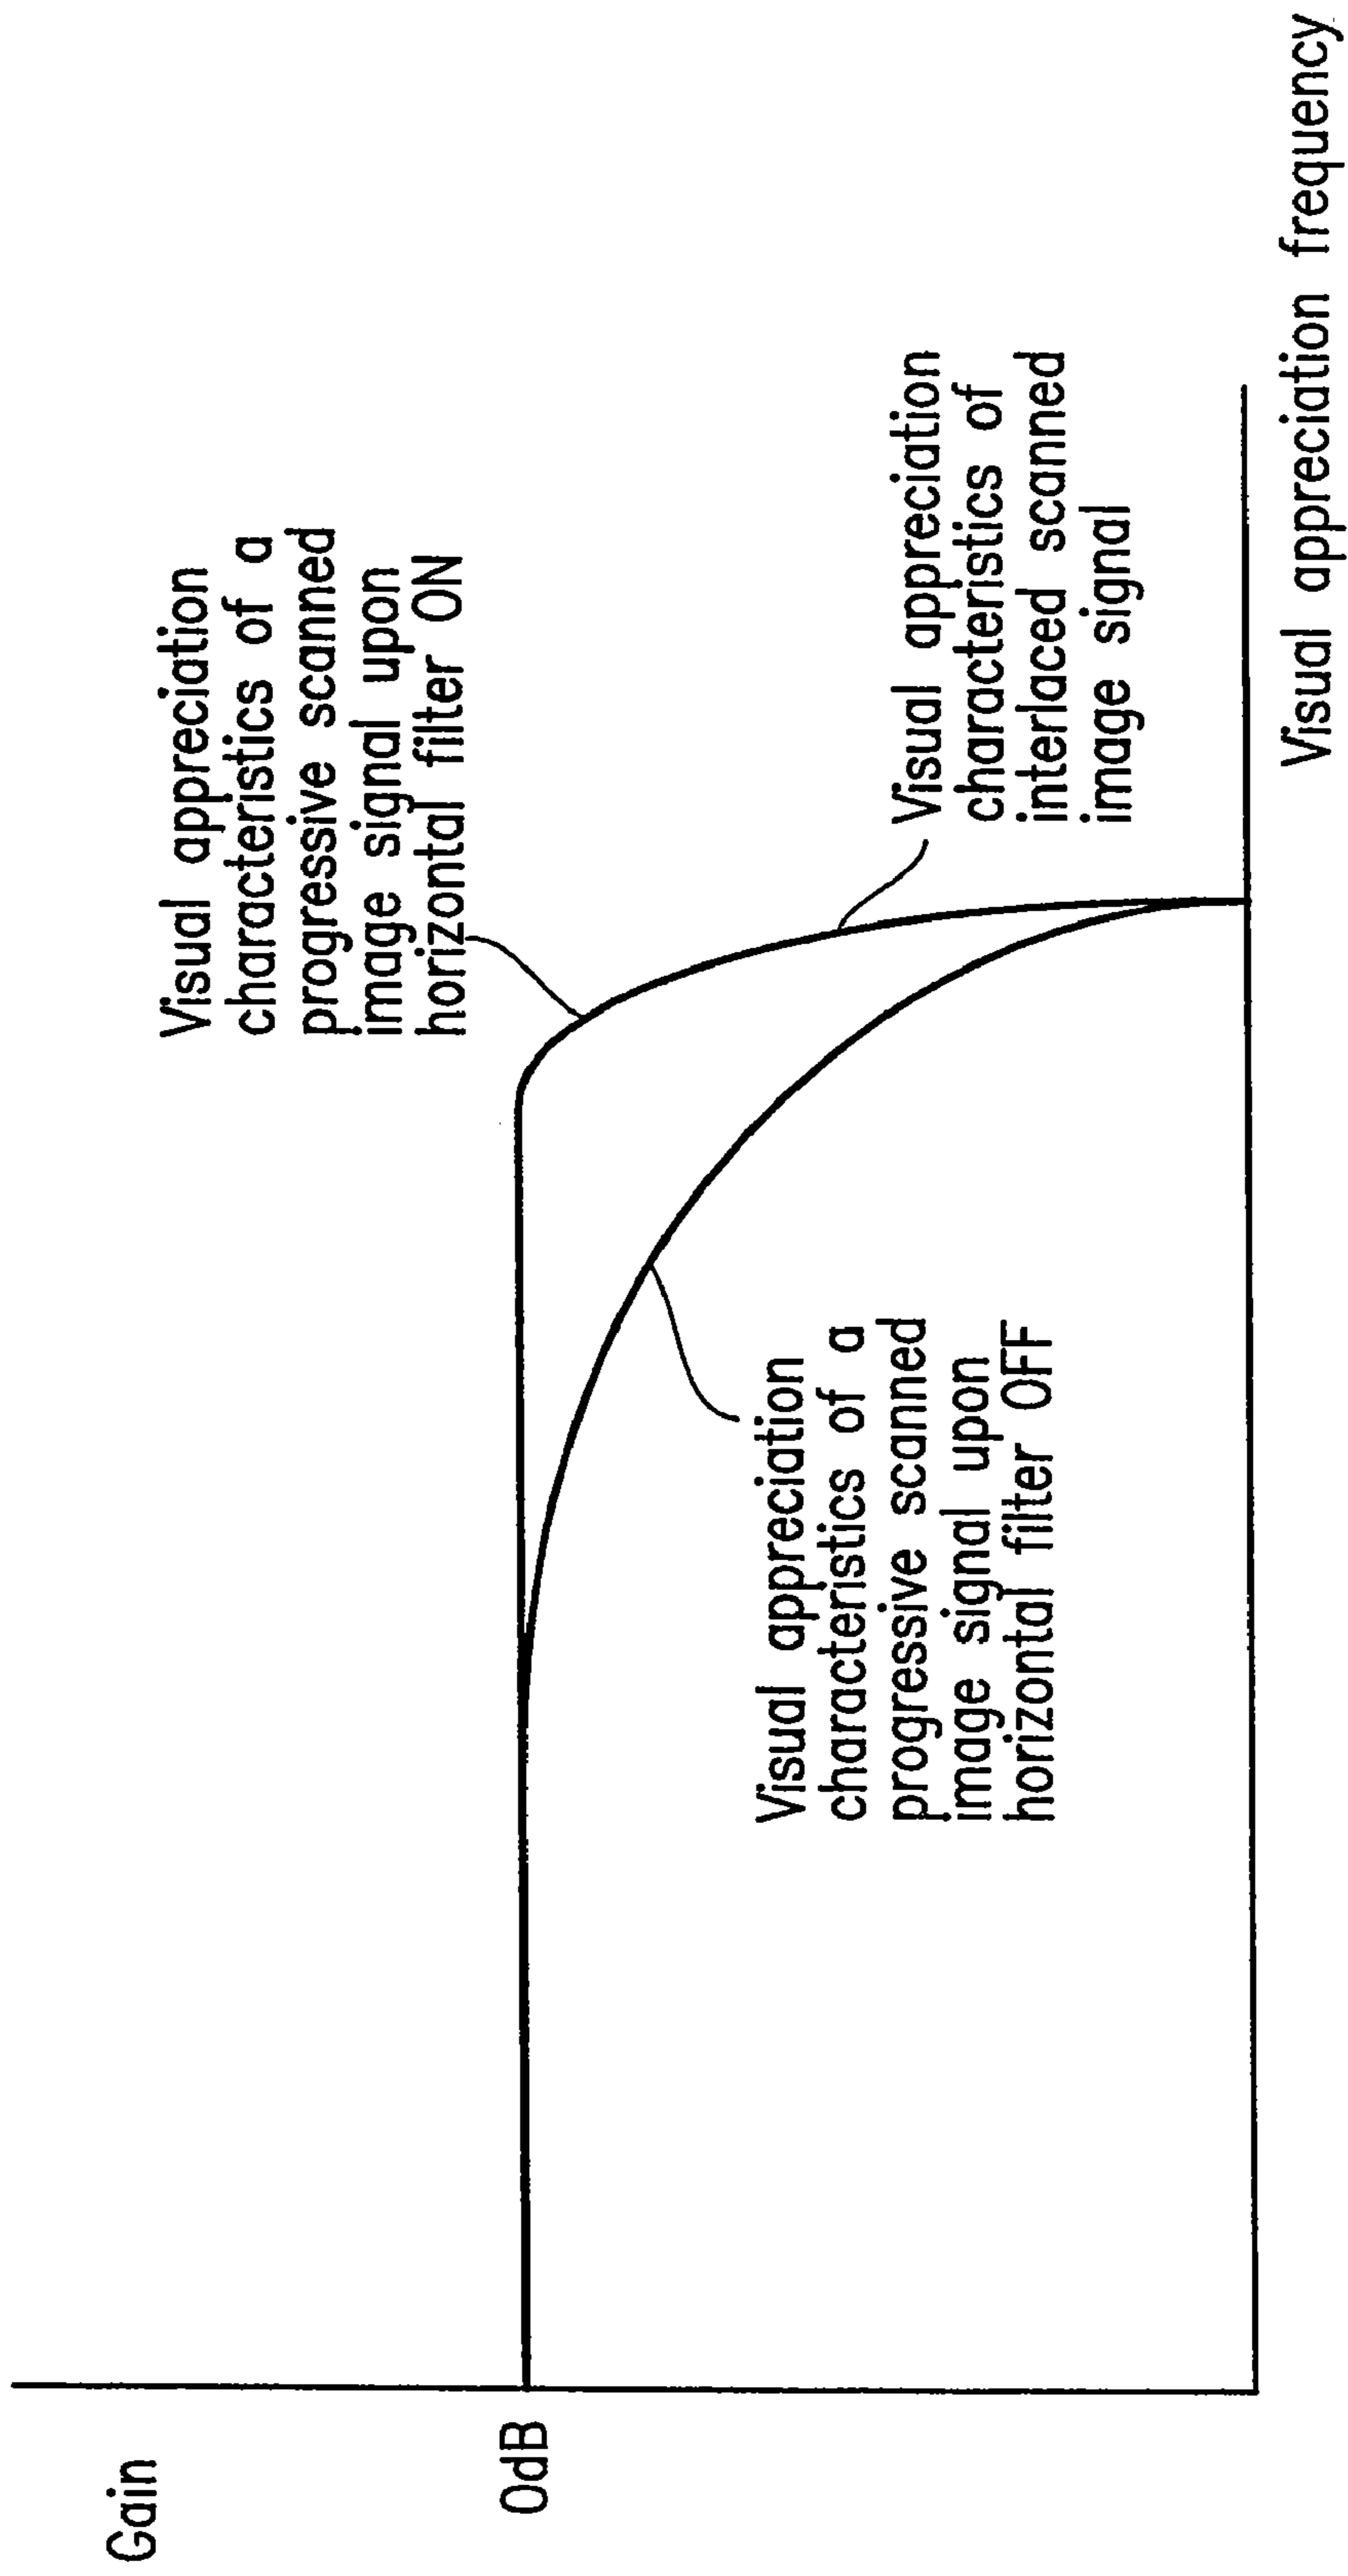 Gain
0dB
Visual appreciation
characteristics of a
progressive scanned
image signal upon
horizontal filter ON
Visual appreciation
characteristics of a
progressive scanned
image signal upon
horizontal filter OFF
Visual appreciation
characteristics of
interlaced scanned
image signal
Visual appreciation frequency